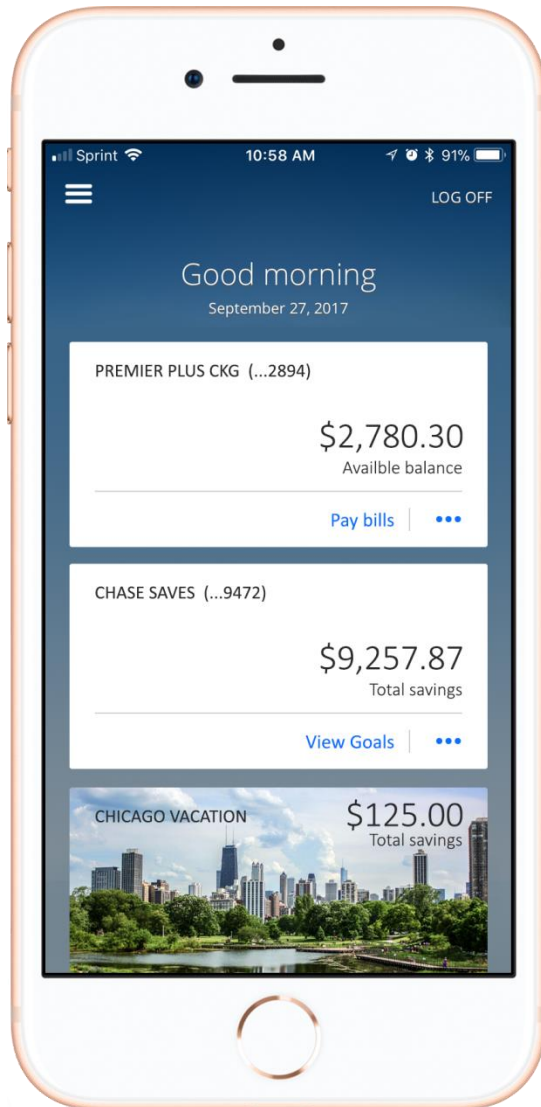 Sprint 10:58 AM 91%
LOG OFF
Good morning
September 27, 2017
PREMIER PLUS CKG (...2894)
$2,780.30
Availble balance
Pay bills
CHASE SAVES (...9472)
$9,257.87
Total savings
View Goals
CHICAGO VACATION $125.00
Total savings